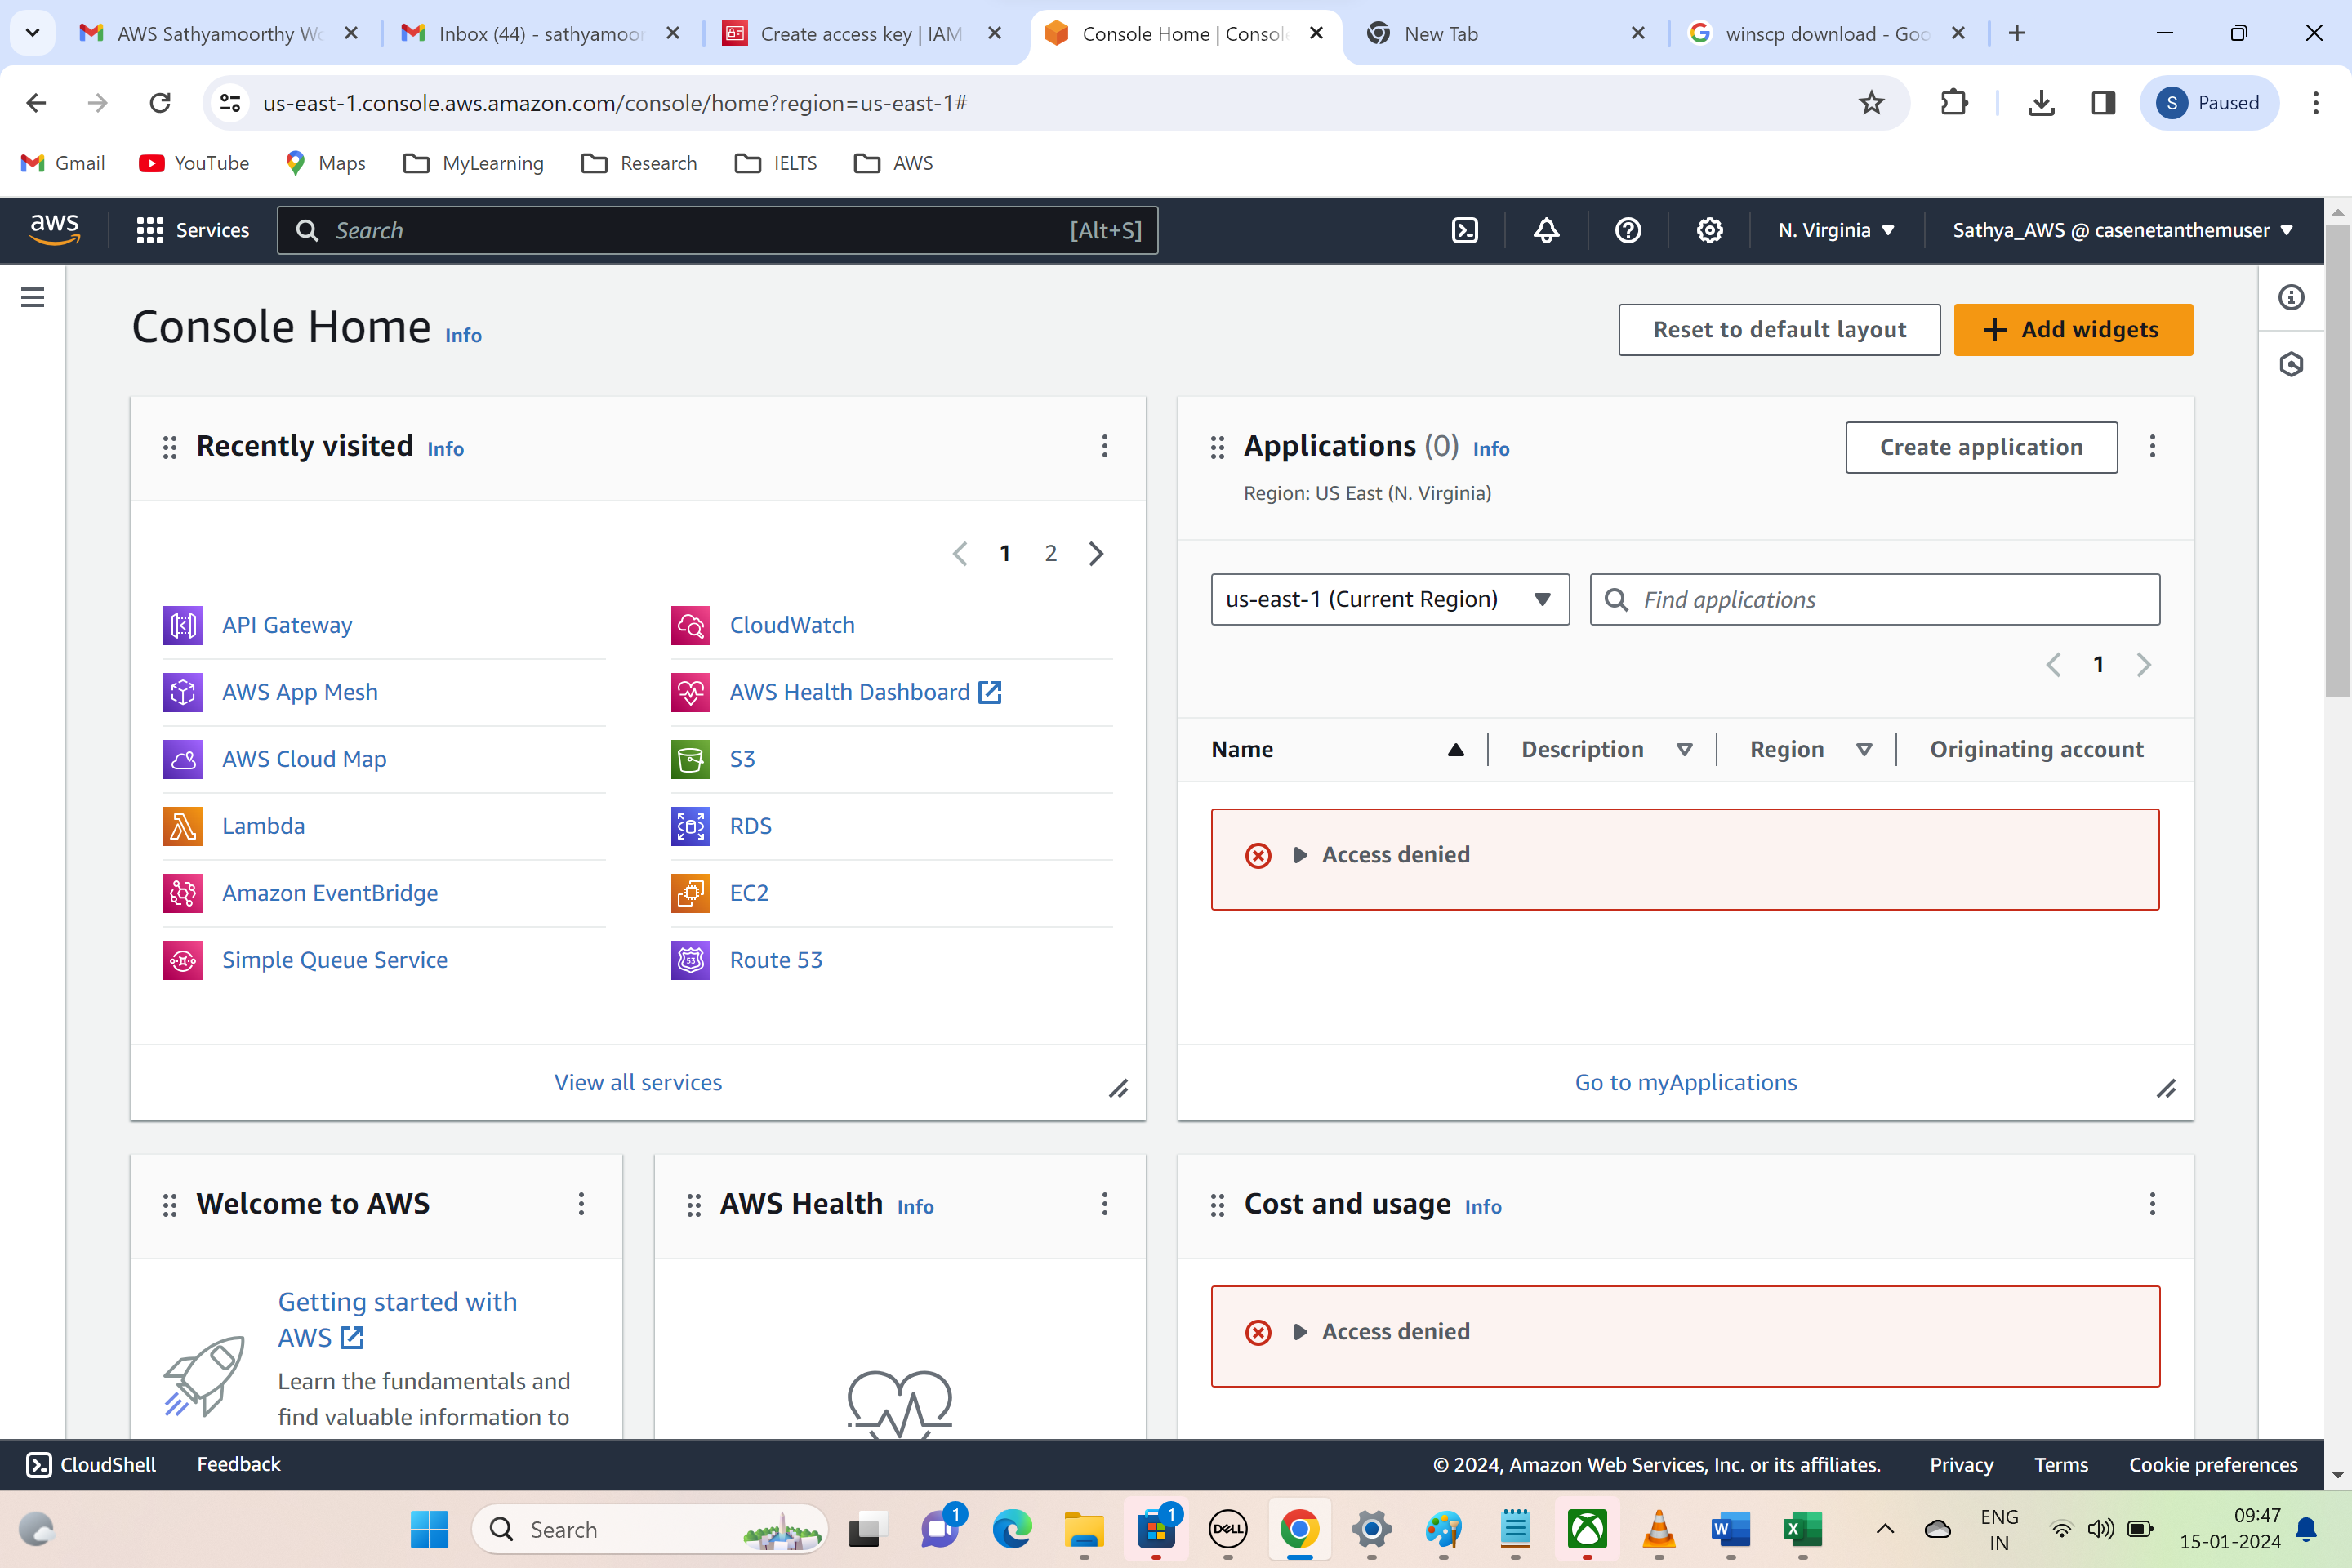 AWS Sathyamoorthy Wo
Inbox (44) - sathyamoor
Create access key | IAM
Console Home | Consol
New Tab
winscp download - Goo
us-east-1.console.aws.amazon.com/console/home?region=us-east-1#
S Paused
Gmail
YouTube
Maps
MyLearning
Research
IELTS
AWS
aws
Services
Search
[Alt+S]
N. Virginia
Sathya_AWS @ casenetanthemuser
Console Home Info
Reset to default layout
Add widgets
Recently visited Info
1 2
API Gateway
AWS App Mesh
AWS Cloud Map
Lambda
Amazon EventBridge
Simple Queue Service
CloudWatch
AWS Health Dashboard
S3
RDS
EC2
53 Route 53
View all services
Applications (0) Info
Create application
Region: US East (N. Virginia)
us-east-1 (Current Region)
Find applications
1
Name Description Region Originating account
Access denied
Go to myApplications
Welcome to AWS
Getting started with
AWS
Learn the fundamentals and
find valuable information to
AWS Health Info
Cost and usage Info
Access denied
CloudShell
Feedback
© 2024, Amazon Web Services, Inc. or its affiliates.
Privacy
Terms
Cookie preferences
Search
1
1
DELL
W
X
ENG
IN
09:47
15-01-2024